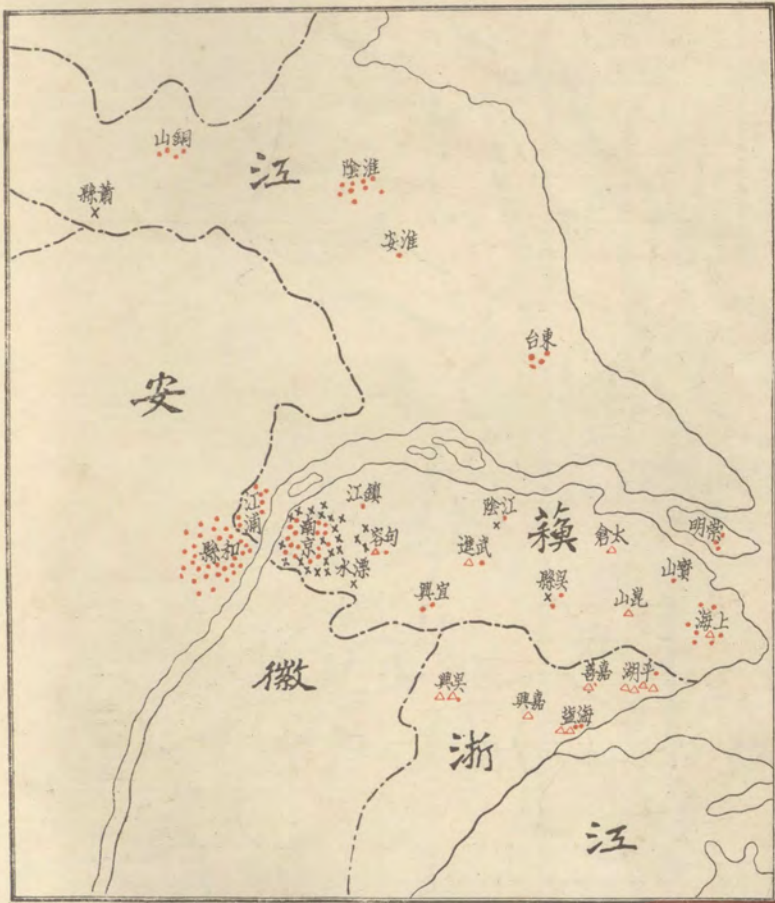 銅山
江
淮陰
蕭縣
淮安
東台
安
江浦
和縣
南京
鎮江
句容
溧水
江陰
武進
蘇
太倉
崇明
寶山
宜興
吳縣
崑山
上海
徽
吳興
嘉興
嘉善
平湖
海鹽
浙
江